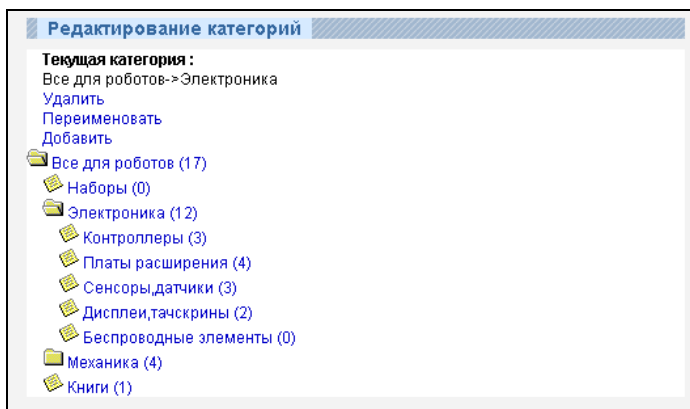 Редактирование категорий
Текущая категория :
Все для роботов->Электроника
Удалить
Переименовать
Добавить
Все для роботов (17)
Наборы (0)
Электроника (12)
Контроллеры (3)
Платы расширения (4)
Сенсоры,датчики (3)
Дисплеи,тачскрины (2)
Беспроводные элементы (0)
Механика (4)
Книги (1)